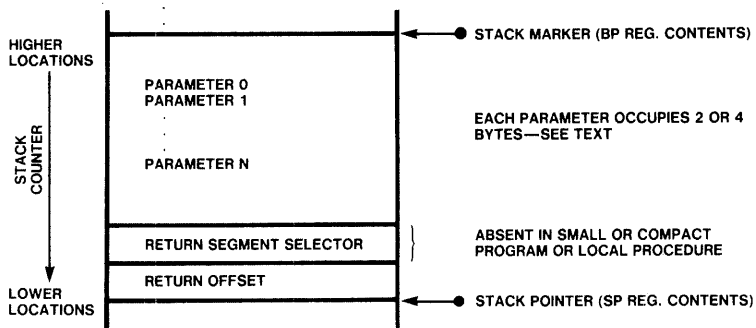 HIGHER
LOCATIONS
STACK
COUNTER
LOWER
LOCATIONS
PARAMETER 0
PARAMETER 1
PARAMETER N
RETURN SEGMENT SELECTOR
RETURN OFFSET
STACK MARKER (BP REG. CONTENTS)
EACH PARAMETER OCCUPIES 2 OR 4
BYTES—SEE TEXT
ABSENT IN SMALL OR COMPACT
PROGRAM OR LOCAL PROCEDURE
STACK POINTER (SP REG. CONTENTS)